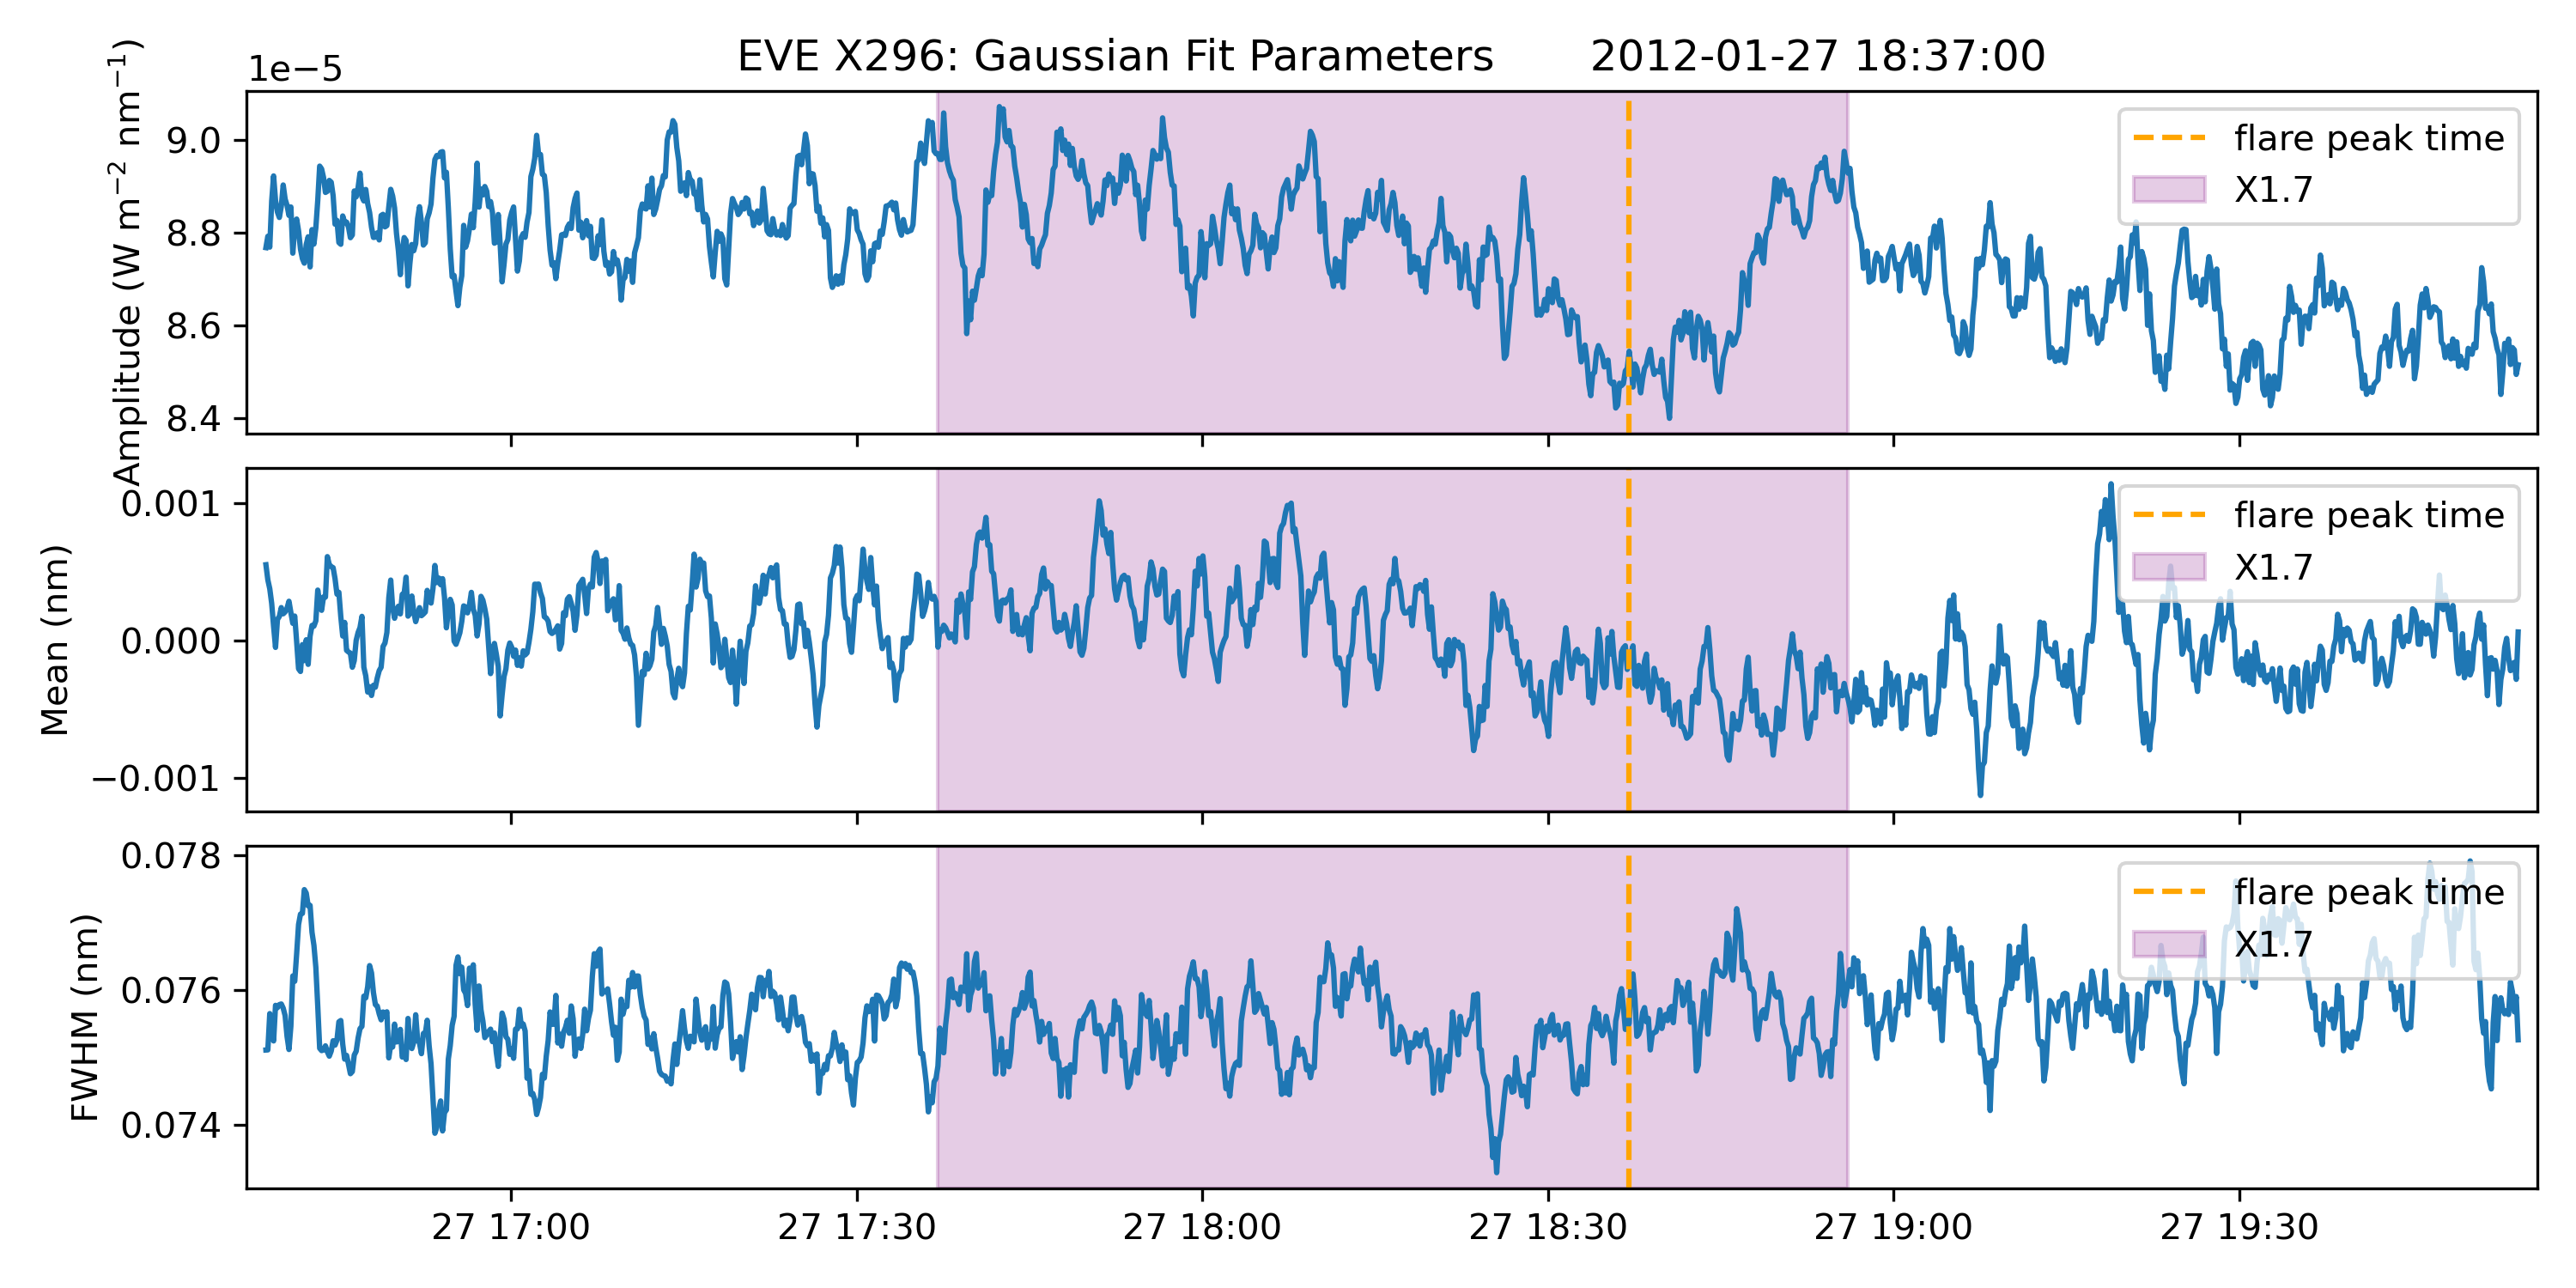 EVE X296: Gaussian Fit Parameters 2012-01-27 18:37:00
1e−5
Amplitude (W m⁻² nm⁻¹)
9.0
8.8
8.6
8.4
flare peak time
X1.7
Mean (nm)
0.001
0.000
−0.001
flare peak time
X1.7
FWHM (nm)
0.078
0.076
0.074
flare peak time
X1.7
27 17:00 27 17:30 27 18:00 27 18:30 27 19:00 27 19:30